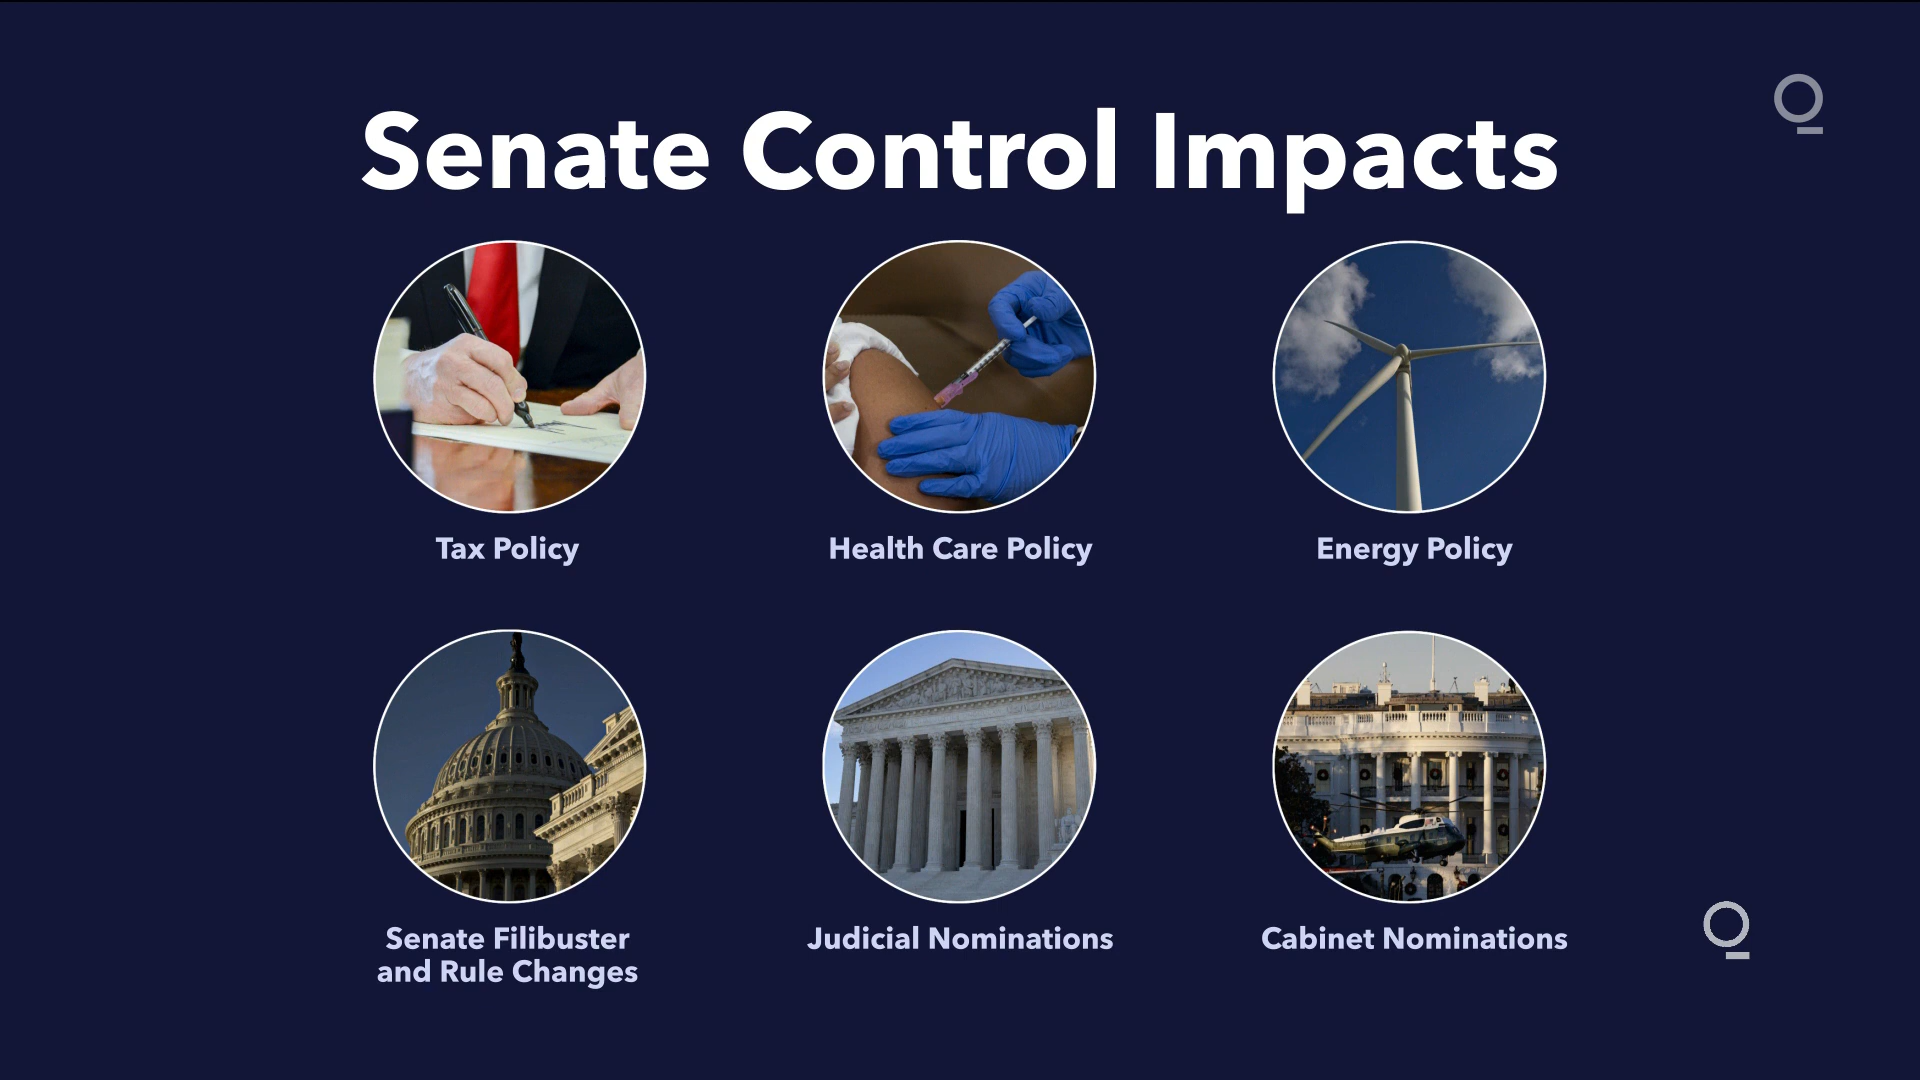 Senate Control Impacts
Tax Policy
Health Care Policy
Energy Policy
Senate Filibuster
and Rule Changes
Judicial Nominations
Cabinet Nominations